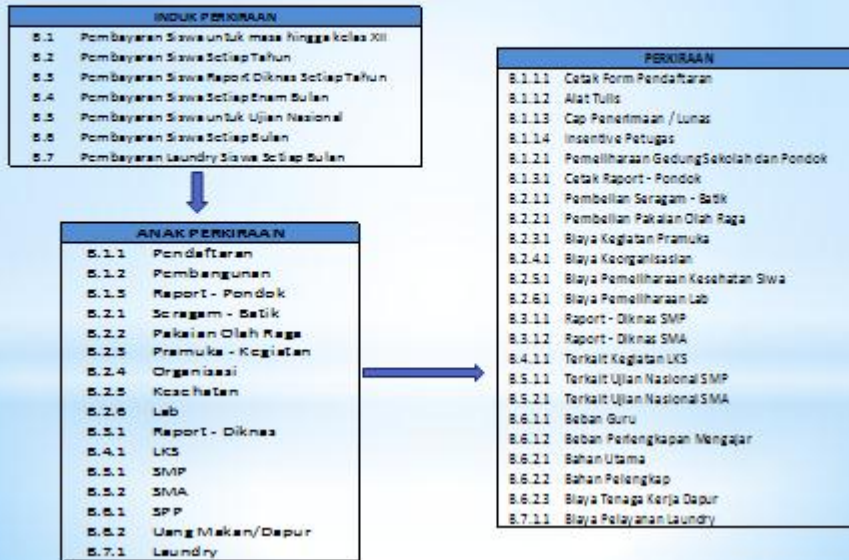 INDUK PERKIRAAN
B.1 Pembayaran Siswa untuk masa hingga kelas XII
B.2 Pembayaran Siswa Setiap Tahun
B.3 Pembayaran Siswa Raport Diknas Setiap Tahun
B.4 Pembayaran Siswa Setiap Enam Bulan
B.5 Pembayaran Siswa untuk Ujian Nasional
B.6 Pembayaran Siswa Setiap Bulan
B.7 Pembayaran Laundry Siswa Setiap Bulan
ANAK PERKIRAAN
B.1.1 Pendaftaran
B.1.2 Pembangunan
B.1.3 Raport - Pondok
B.2.1 Seragam - Batik
B.2.2 Pakaian Olah Raga
B.2.3 Pramuka - Kegiatan
B.2.4 Organisasi
B.2.5 Kesehatan
B.2.6 Lab
B.3.1 Raport - Diknas
B.4.1 LKS
B.5.1 SMP
B.5.2 SMA
B.6.1 SPP
B.6.2 Uang Makan/Dapur
B.7.1 Laundry
PERKIRAAN
B.1.1.1 Cetak Form Pendaftaran
B.1.1.2 Alat Tulis
B.1.1.3 Cap Penerimaan / Lunas
B.1.1.4 Insentive Petugas
B.1.2.1 Pemeliharaan Gedung Sekolah dan Pondok
B.1.3.1 Cetak Raport - Pondok
B.2.1.1 Pembelian Seragam - Batik
B.2.2.1 Pembelian Pakaian Olah Raga
B.2.3.1 Biaya Kegiatan Pramuka
B.2.4.1 Biaya Keorganisasian
B.2.5.1 Biaya Pemeliharaan Kesehatan Siwa
B.2.6.1 Biaya Pemeliharaan Lab
B.3.1.1 Raport - Diknas SMP
B.3.1.2 Raport - Diknas SMA
B.4.1.1 Terkait Kegiatan LKS
B.5.1.1 Terkait Ujian Nasional SMP
B.5.2.1 Terkait Ujian Nasional SMA
B.6.1.1 Beban Guru
B.6.1.2 Beban Perlengkapan Mengajar
B.6.2.1 Bahan Utama
B.6.2.2 Bahan Pelengkap
B.6.2.3 Biaya Tenaga Kerja Dapur
B.7.1.1 Biaya Pelayanan Laundry